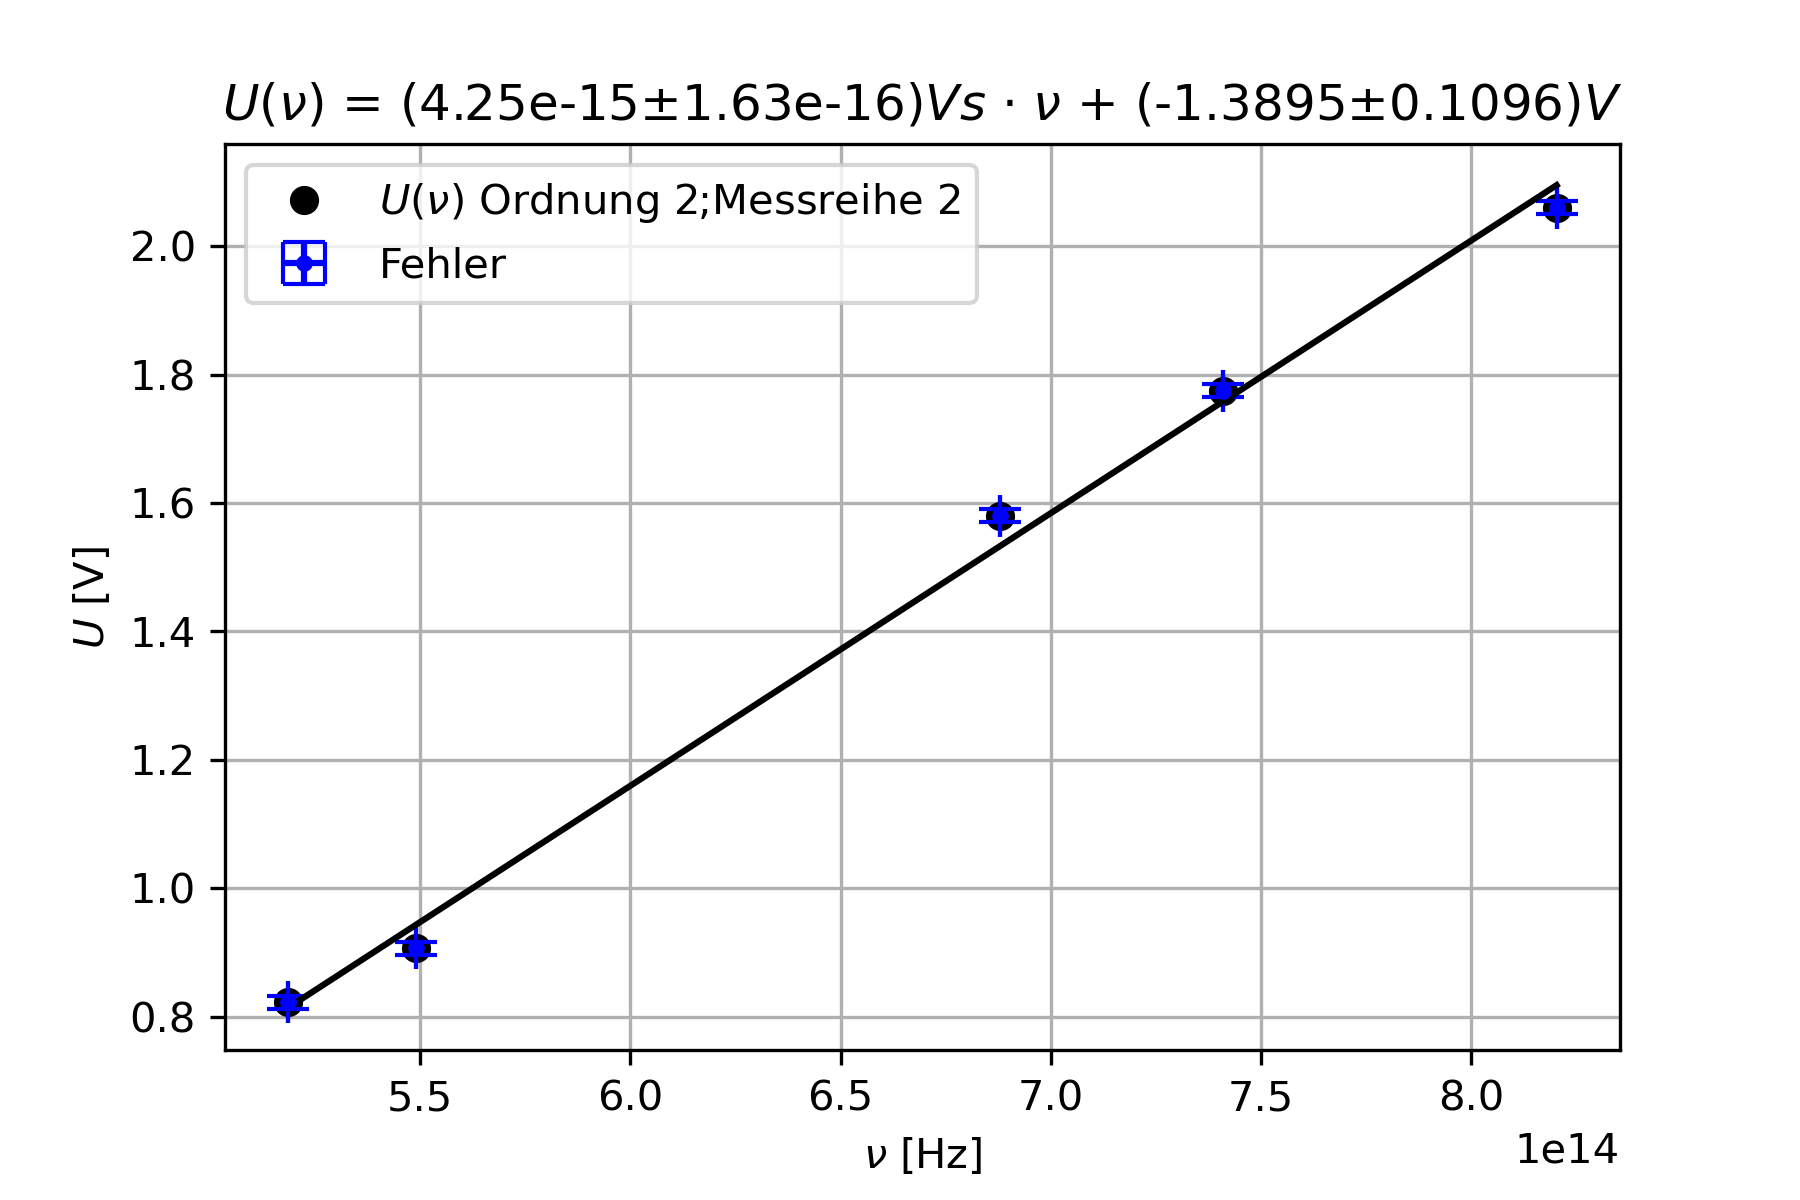 U(ν) = (4.25e-15±1.63e-16)Vs · ν + (-1.3895±0.1096)V
U(ν) Ordnung 2;Messreihe 2
Fehler
2.0
1.8
1.6
1.4
1.2
1.0
0.8
U [V]
5.5 6.0 6.5 7.0 7.5 8.0
1e14
ν [Hz]